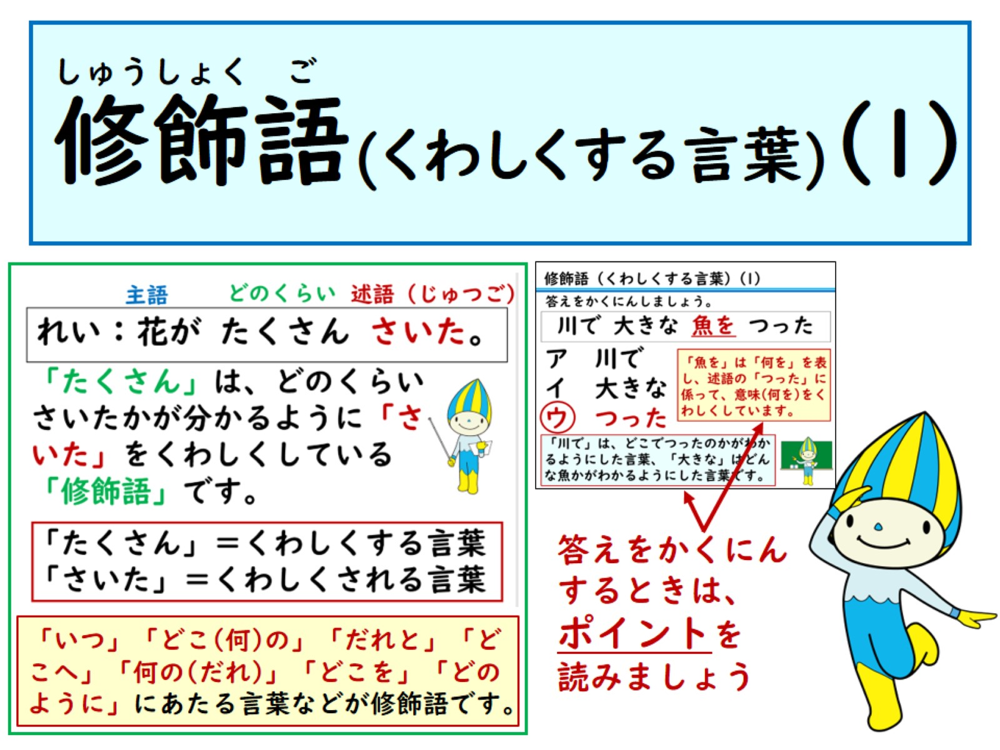 しゅうしょく ご
修飾語(くわしくする言葉)(1)
主語 どのくらい 述語(じゅつご)
れい:花が たくさん さいた。
「たくさん」は、どのくらい
さいたかが分かるように「さ
いた」をくわしくしている
「修飾語」です。
「たくさん」=くわしくする言葉
「さいた」=くわしくされる言葉
「いつ」「どこ(何)の」「だれと」「ど
こへ」「何の(だれ)」「どこを」「どの
ように」にあたる言葉などが修飾語です。
修飾語(くわしくする言葉)(1)
答えをかくにんしましょう。
川で 大きな 魚を つった
ア 川で
イ 大きな
ウ つった
「魚を」は「何を」を表
し、述語の「つった」に
係って、意味(何を)をく
わしくしています。
「川で」は、どこでつったのかがわか
るようにした言葉、「大きな」はどん
な魚かがわかるようにした言葉です。
答えをかくにん
するときは、
ポイントを
読みましょう